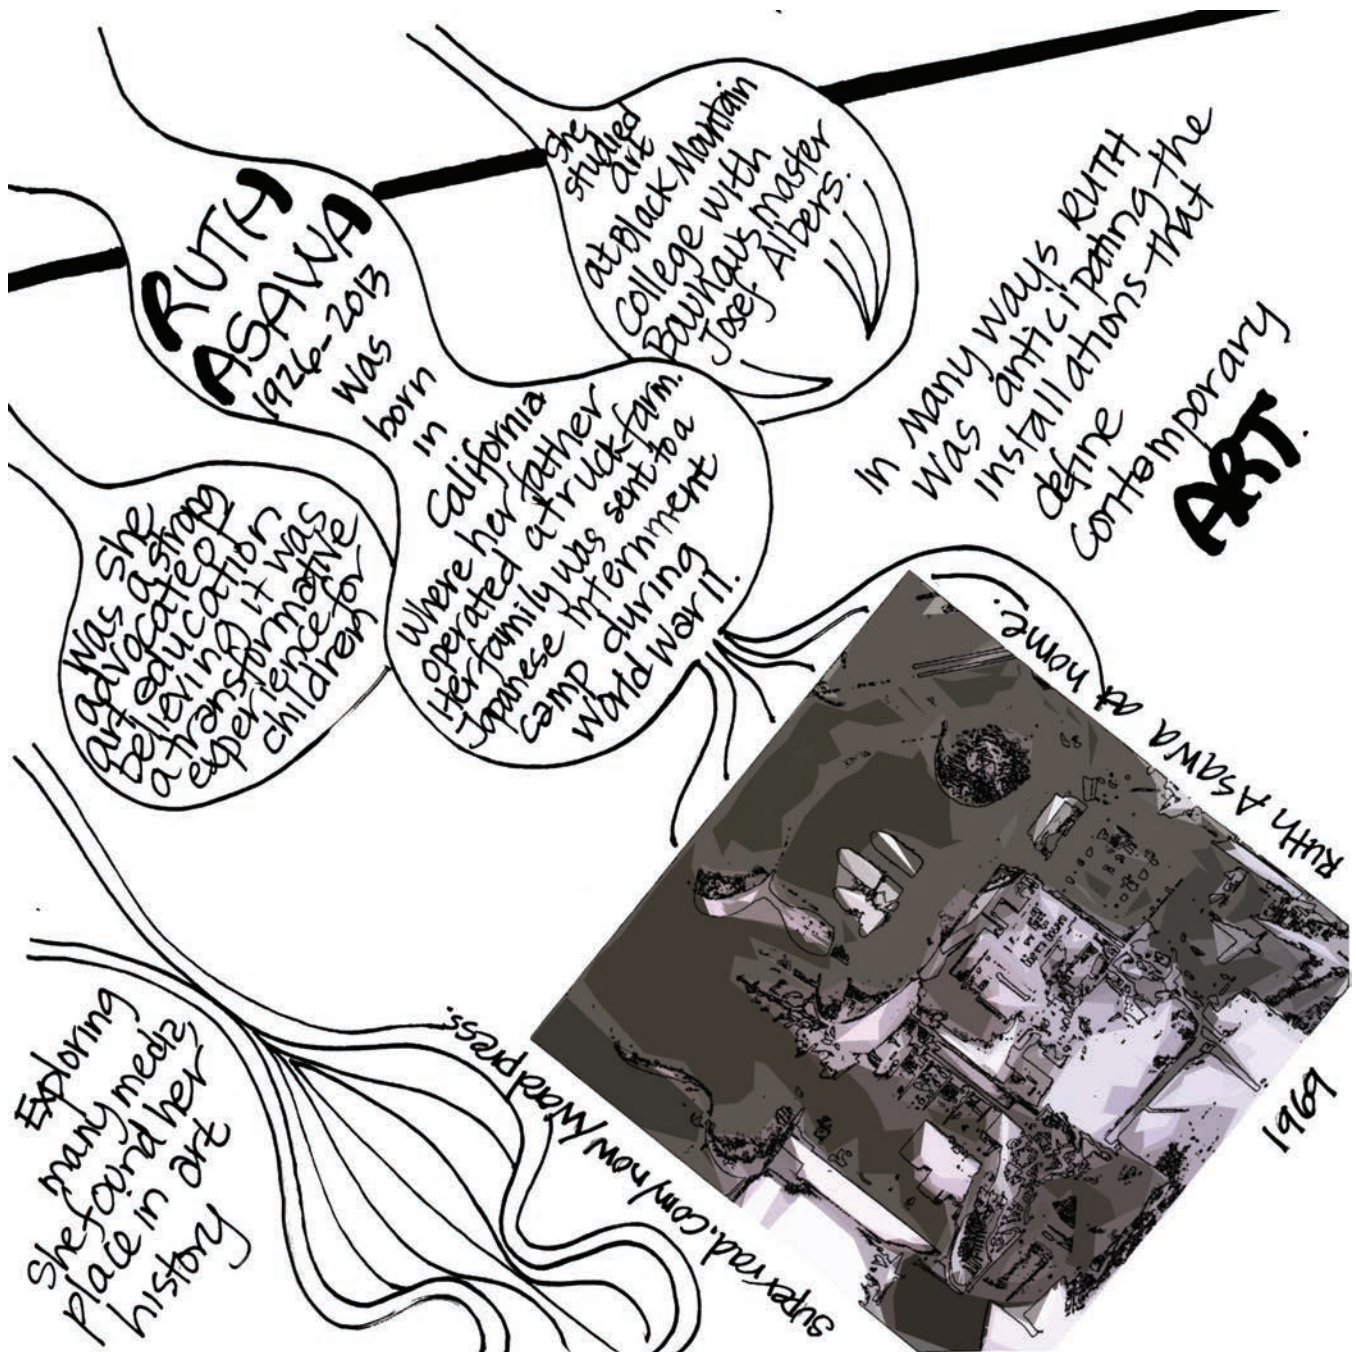 RUTH
ASAWA
1926-2013
was
born
in
California
where her father
operated a truck farm.
Her family was sent to a
Japanese internment
camp during
World War II.
She
studied
art
at Black Mountain
College with
Bauhaus master
Josef Albers.
In many ways RUTH
was anticipating the
installations that
define
contemporary
ART.
Was She
a strong
advocate of
art education
believing it was
a transformative
experience for
children
Exploring
many media
She found her
place in art
history
Ruth Asawa at home.
1969
superrad.com/now/wordpress.